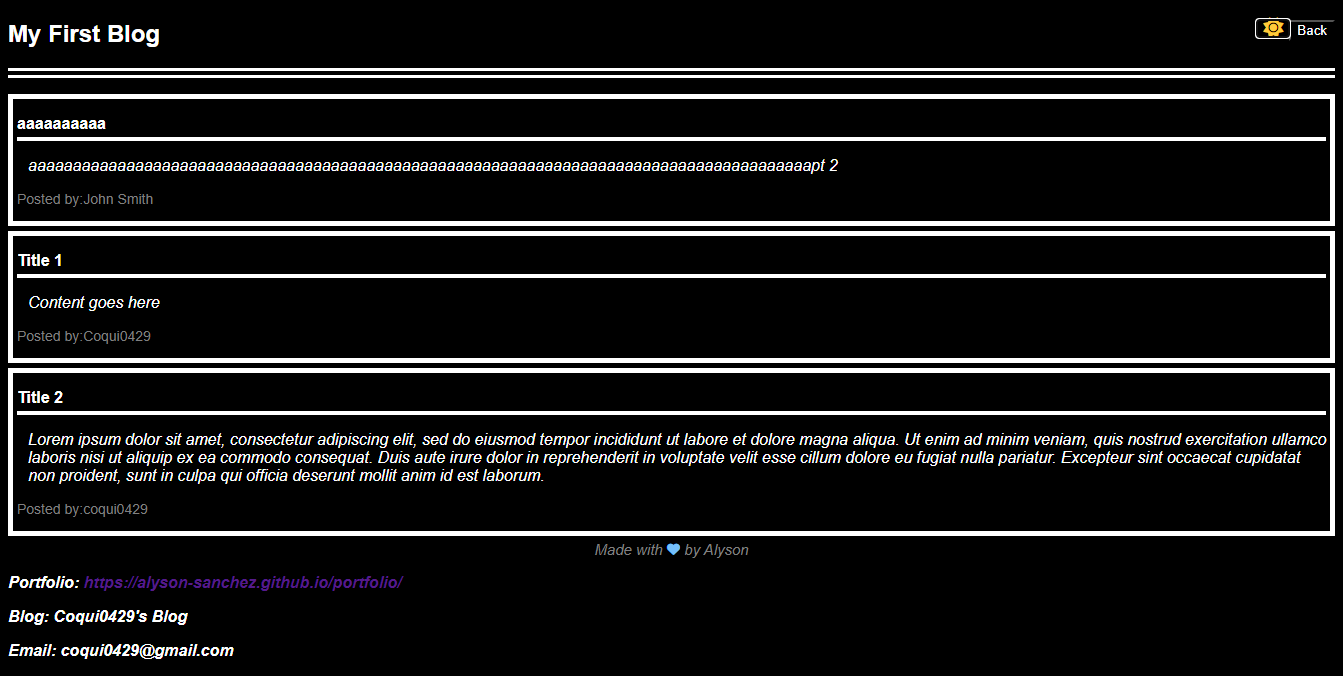 My First Blog
Back
aaaaaaaaaa
aaaaaaaaaaaaaaaaaaaaaaaaaaaaaaaaaaaaaaaaaaaaaaaaaaaaaaaaaaaaaaaaaaaaaaaaaaaaaaaaaaaaaaaapt 2
Posted by:John Smith
Title 1
Content goes here
Posted by:Coqui0429
Title 2
Lorem ipsum dolor sit amet, consectetur adipiscing elit, sed do eiusmod tempor incididunt ut labore et dolore magna aliqua. Ut enim ad minim veniam, quis nostrud exercitation ullamco
laboris nisi ut aliquip ex ea commodo consequat. Duis aute irure dolor in reprehenderit in voluptate velit esse cillum dolore eu fugiat nulla pariatur. Excepteur sint occaecat cupidatat
non proident, sunt in culpa qui officia deserunt mollit anim id est laborum.
Posted by:coqui0429
Made with 💙 by Alyson
Portfolio: https://alyson-sanchez.github.io/portfolio/
Blog: Coqui0429's Blog
Email: coqui0429@gmail.com